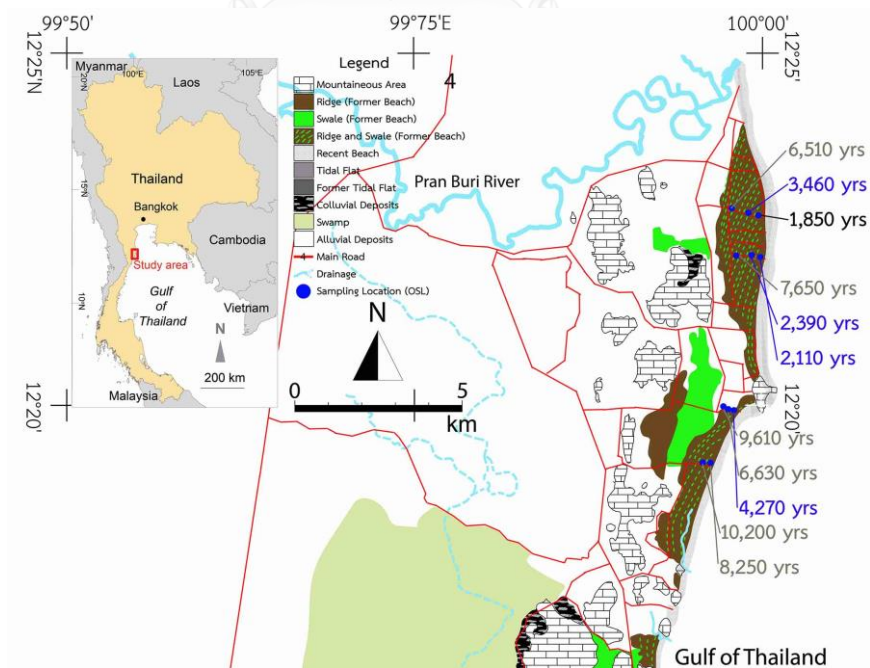 99°50'
99°75'E
100°00'
12°25'N
12°25'
Myanmar
100°E
105°E
20°N
Laos
Thailand
15°N
Bangkok
Cambodia
Study area
Gulf
of
Thailand
Vietnam
10°N
N
200 km
Malaysia
Legend
Mountaineous Area
Ridge (Former Beach)
Swale (Former Beach)
Ridge and Swale (Former Beach)
Recent Beach
Tidal Flat
Former Tidal Flat
Colluvial Deposits
Swamp
Alluvial Deposits
4 Main Road
Drainage
Sampling Location (OSL)
4
Pran Buri River
N
0 5
km
12°20'
12°20'
6,510 yrs
3,460 yrs
1,850 yrs
7,650 yrs
2,390 yrs
2,110 yrs
9,610 yrs
6,630 yrs
4,270 yrs
10,200 yrs
8,250 yrs
Gulf of Thailand